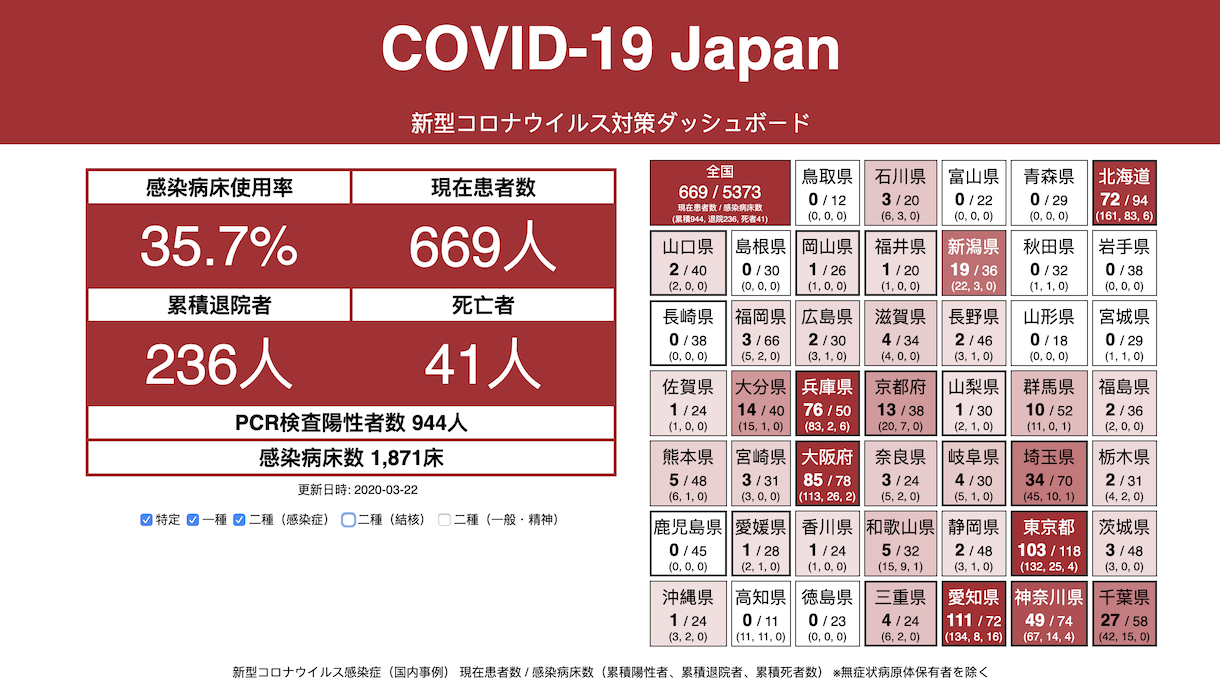 COVID-19 Japan
新型コロナウイルス対策ダッシュボード
感染病床使用率 現在患者数
35.7% 669人
累積退院者 死亡者
236人 41人
PCR検査陽性者数 944人
感染病床数 1,871床
更新日時: 2020-03-22
特定 一種 二種（感染症） 二種（結核） 二種（一般・精神）
全国 鳥取県 石川県 富山県 青森県 北海道
669 / 5373 0 / 12 3 / 20 0 / 22 0 / 29 72 / 94
現在患者数 / 感染病床数
(累積944, 退院236, 死者41) (0, 0, 0) (6, 3, 0) (0, 0, 0) (0, 0, 0) (161, 83, 6)
山口県 島根県 岡山県 福井県 新潟県 秋田県 岩手県
2 / 40 0 / 30 1 / 26 1 / 20 19 / 36 0 / 32 0 / 38
(2, 0, 0) (0, 0, 0) (1, 0, 0) (1, 0, 0) (22, 3, 0) (1, 1, 0) (0, 0, 0)
長崎県 福岡県 広島県 滋賀県 長野県 山形県 宮城県
0 / 38 3 / 66 2 / 30 4 / 34 2 / 46 0 / 18 0 / 29
(0, 0, 0) (5, 2, 0) (3, 1, 0) (4, 0, 0) (3, 1, 0) (0, 0, 0) (1, 1, 0)
佐賀県 大分県 兵庫県 京都府 山梨県 群馬県 福島県
1 / 24 14 / 40 76 / 50 13 / 38 1 / 30 10 / 52 2 / 36
(1, 0, 0) (15, 1, 0) (83, 2, 6) (20, 7, 0) (2, 1, 0) (11, 0, 1) (2, 0, 0)
熊本県 宮崎県 大阪府 奈良県 岐阜県 埼玉県 栃木県
5 / 48 3 / 31 85 / 78 3 / 24 4 / 30 34 / 70 2 / 31
(6, 1, 0) (3, 0, 0) (113, 26, 2) (5, 2, 0) (5, 1, 0) (45, 10, 1) (4, 2, 0)
鹿児島県 愛媛県 香川県 和歌山県 静岡県 東京都 茨城県
0 / 45 1 / 28 1 / 24 5 / 32 2 / 48 103 / 118 3 / 48
(0, 0, 0) (2, 1, 0) (1, 0, 0) (15, 9, 1) (3, 1, 0) (132, 25, 4) (3, 0, 0)
沖縄県 高知県 徳島県 三重県 愛知県 神奈川県 千葉県
1 / 24 0 / 11 0 / 23 4 / 24 111 / 72 49 / 74 27 / 58
(3, 2, 0) (11, 11, 0) (0, 0, 0) (6, 2, 0) (134, 8, 16) (67, 14, 4) (42, 15, 0)
新型コロナウイルス感染症（国内事例） 現在患者数 / 感染病床数（累積陽性者、累積退院者、累積死者数） ※無症状病原体保有者を除く